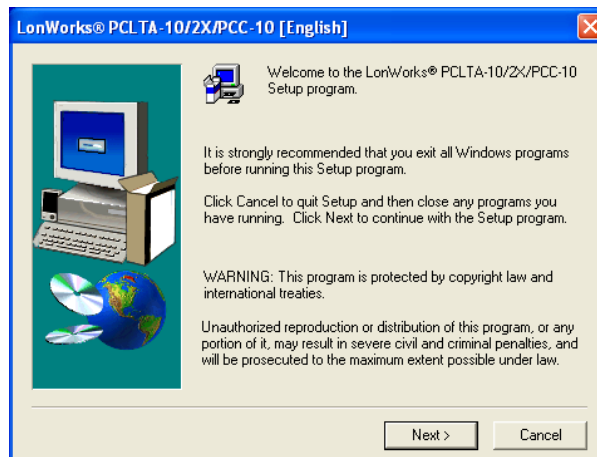 LonWorks® PCLTA-10/2X/PCC-10 [English]
Welcome to the LonWorks® PCLTA-10/2X/PCC-10
Setup program.
It is strongly recommended that you exit all Windows programs
before running this Setup program.
Click Cancel to quit Setup and then close any programs you
have running. Click Next to continue with the Setup program.
WARNING: This program is protected by copyright law and
international treaties.
Unauthorized reproduction or distribution of this program, or any
portion of it, may result in severe civil and criminal penalties, and
will be prosecuted to the maximum extent possible under law.
Next >
Cancel